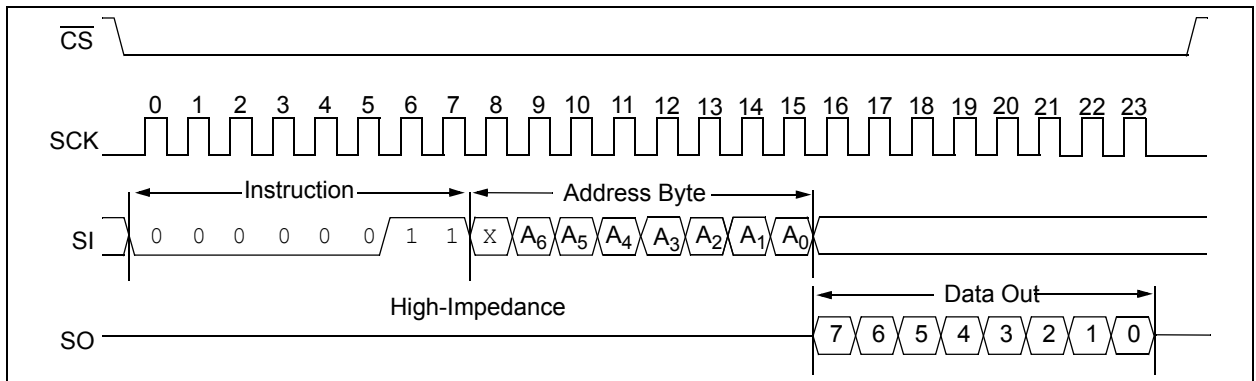 CS
0 1 2 3 4 5 6 7 8 9 10 11 12 13 14 15 16 17 18 19 20 21 22 23
SCK
Instruction Address Byte
SI 0 0 0 0 0 0 1 1 X A6 A5 A4 A3 A2 A1 A0
High-Impedance Data Out
SO 7 6 5 4 3 2 1 0